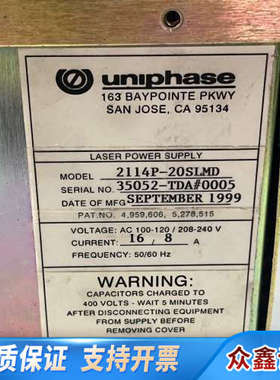 uniphase
163 BAYPOINTE PKWY
SAN JOSE, CA 95134
LASER POWER SUPPLY
MODEL 2114P-20SLMD
SERIAL NO. 35052-TDA#0005
DATE OF MFG SEPTEMBER 1999
PAT.NO. 4,959,606, 5,278,515
VOLTAGE: AC 100-120 / 208-240 V
CURRENT: 16 / 8 A
FREQUENCY: 50/60 Hz
WARNING:
CAPACITORS CHARGED TO
400 VOLTS - WAIT 5 MINUTES
AFTER DISCONNECTING EQUIPMENT
FROM SUPPLY BEFORE
REMOVING COVER
质保证 支持开票 众鑫